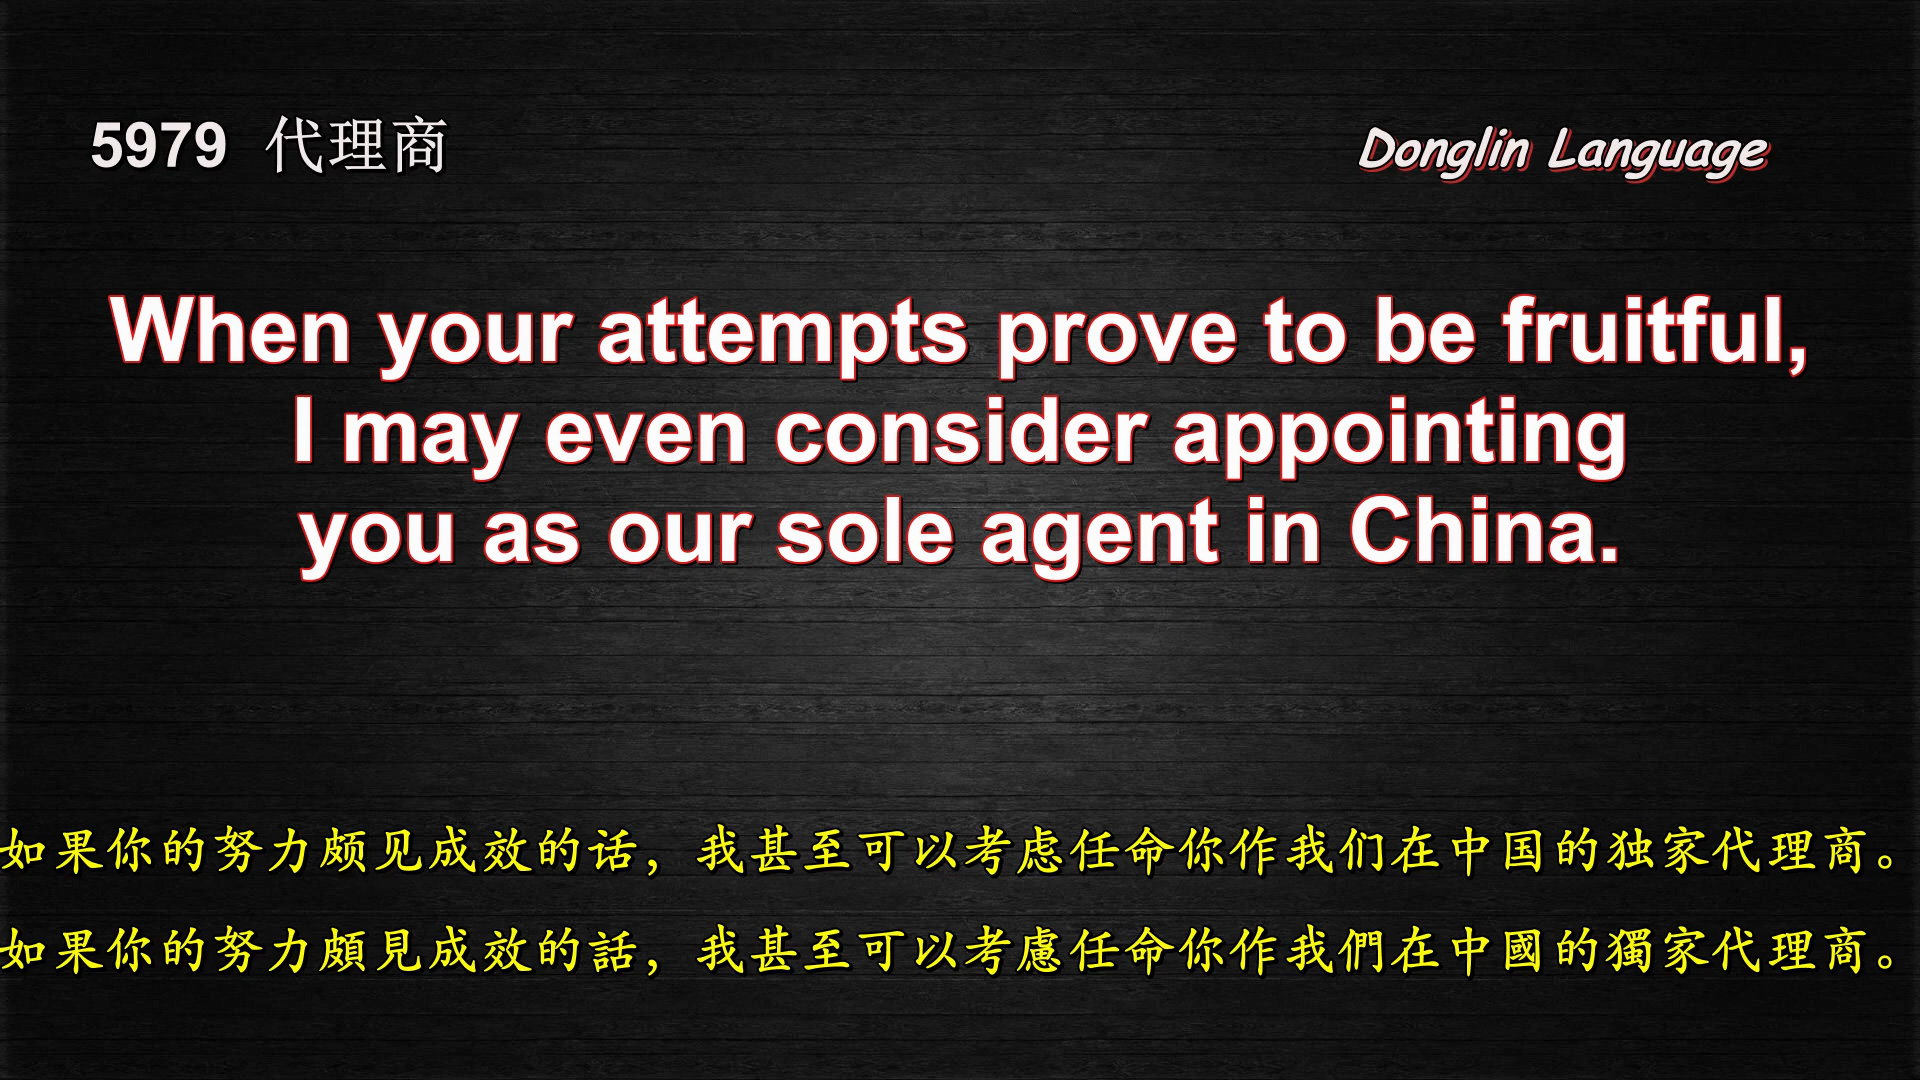 5979 代理商
Donglin Language
When your attempts prove to be fruitful,
I may even consider appointing
you as our sole agent in China.
如果你的努力颇见成效的话，我甚至可以考虑任命你作我们在中国的独家代理商。
如果你的努力頗見成效的話，我甚至可以考慮任命你作我們在中國的獨家代理商。